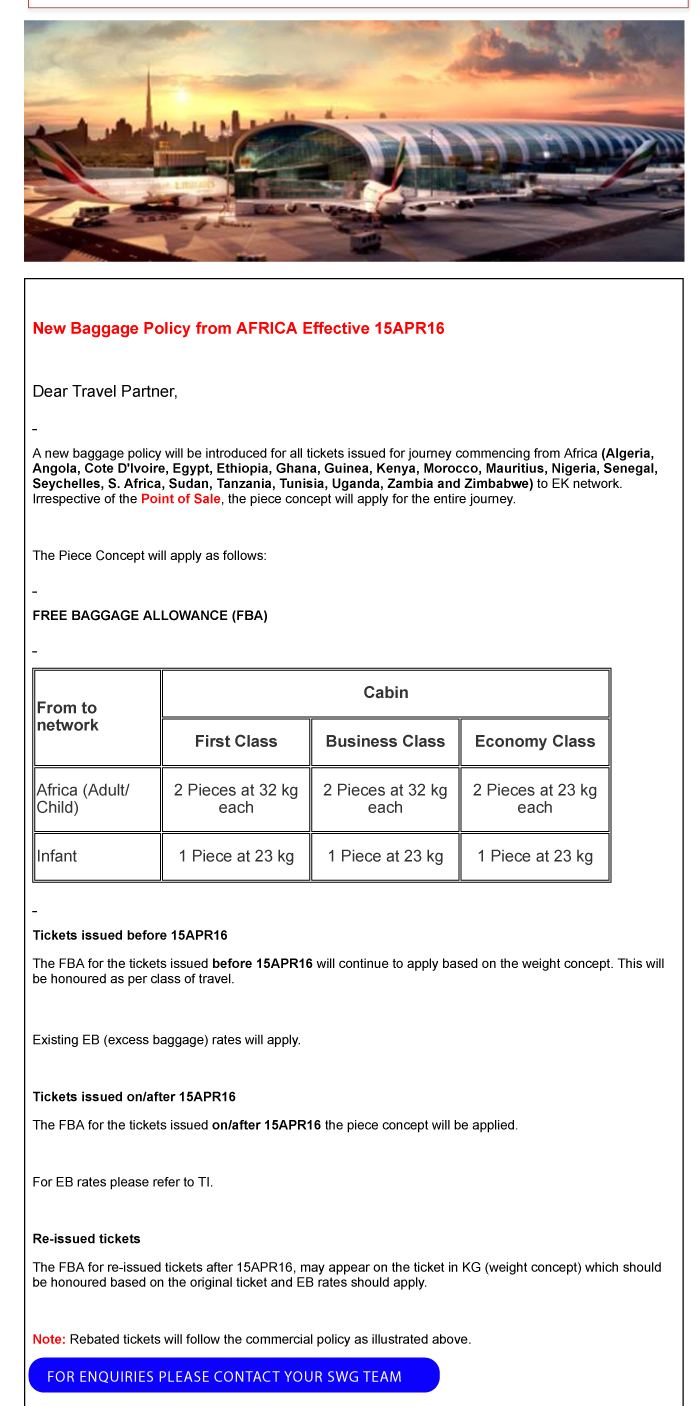 New Baggage Policy from AFRICA Effective 15APR16
Dear Travel Partner,
A new baggage policy will be introduced for all tickets issued for journey commencing from Africa (Algeria,
Angola, Cote D'Ivoire, Egypt, Ethiopia, Ghana, Guinea, Kenya, Morocco, Mauritius, Nigeria, Senegal,
Seychelles, S. Africa, Sudan, Tanzania, Tunisia, Uganda, Zambia and Zimbabwe) to EK network.
Irrespective of the Point of Sale, the piece concept will apply for the entire journey.
The Piece Concept will apply as follows:
FREE BAGGAGE ALLOWANCE (FBA)
From to
network
Cabin
First Class
Business Class
Economy Class
Africa (Adult/
Child)
2 Pieces at 32 kg
each
2 Pieces at 32 kg
each
2 Pieces at 23 kg
each
Infant
1 Piece at 23 kg
1 Piece at 23 kg
1 Piece at 23 kg
Tickets issued before 15APR16
The FBA for the tickets issued before 15APR16 will continue to apply based on the weight concept. This will
be honoured as per class of travel.
Existing EB (excess baggage) rates will apply.
Tickets issued on/after 15APR16
The FBA for the tickets issued on/after 15APR16 the piece concept will be applied.
For EB rates please refer to TI.
Re-issued tickets
The FBA for re-issued tickets after 15APR16, may appear on the ticket in KG (weight concept) which should
be honoured based on the original ticket and EB rates should apply.
Note: Rebated tickets will follow the commercial policy as illustrated above.
FOR ENQUIRIES PLEASE CONTACT YOUR SWG TEAM